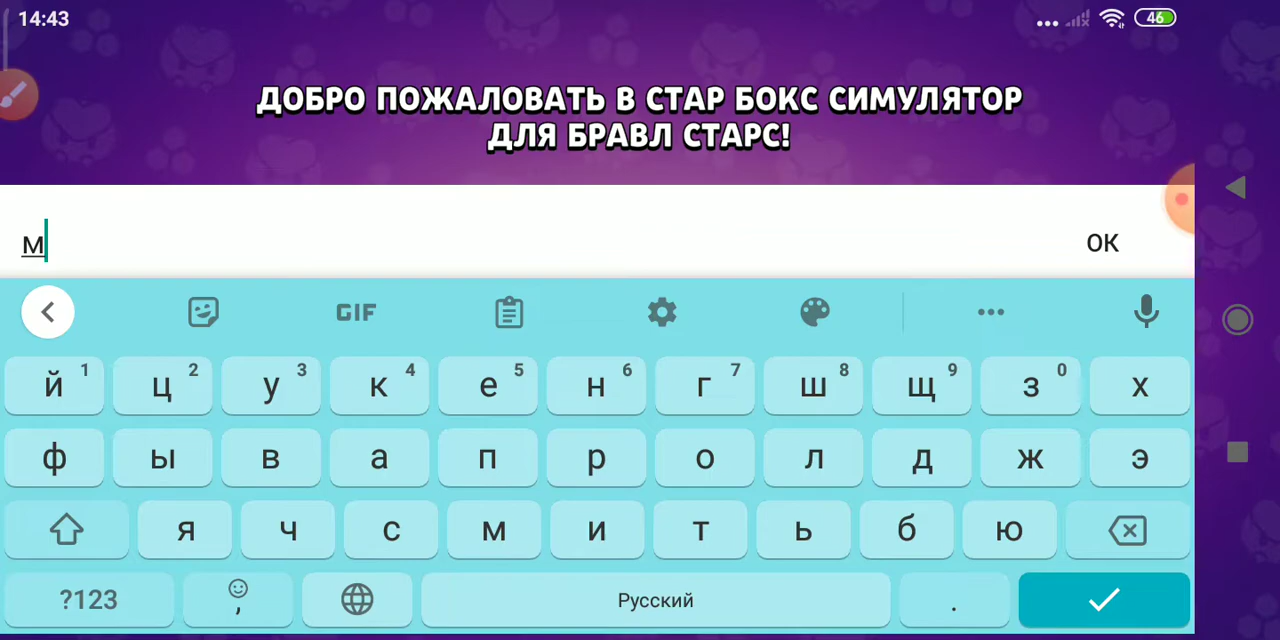 14:43
46
ДОБРО ПОЖАЛОВАТЬ В СТАР БОКС СИМУЛЯТОР
ДЛЯ БРАВЛ СТАРС!
м
ОК
GIF
й 1 ц 2 у 3 к 4 е 5 н 6 г 7 ш 8 щ 9 з 0 х
ф ы в а п р о л д ж э
я ч с м и т ь б ю
?123 , Русский .